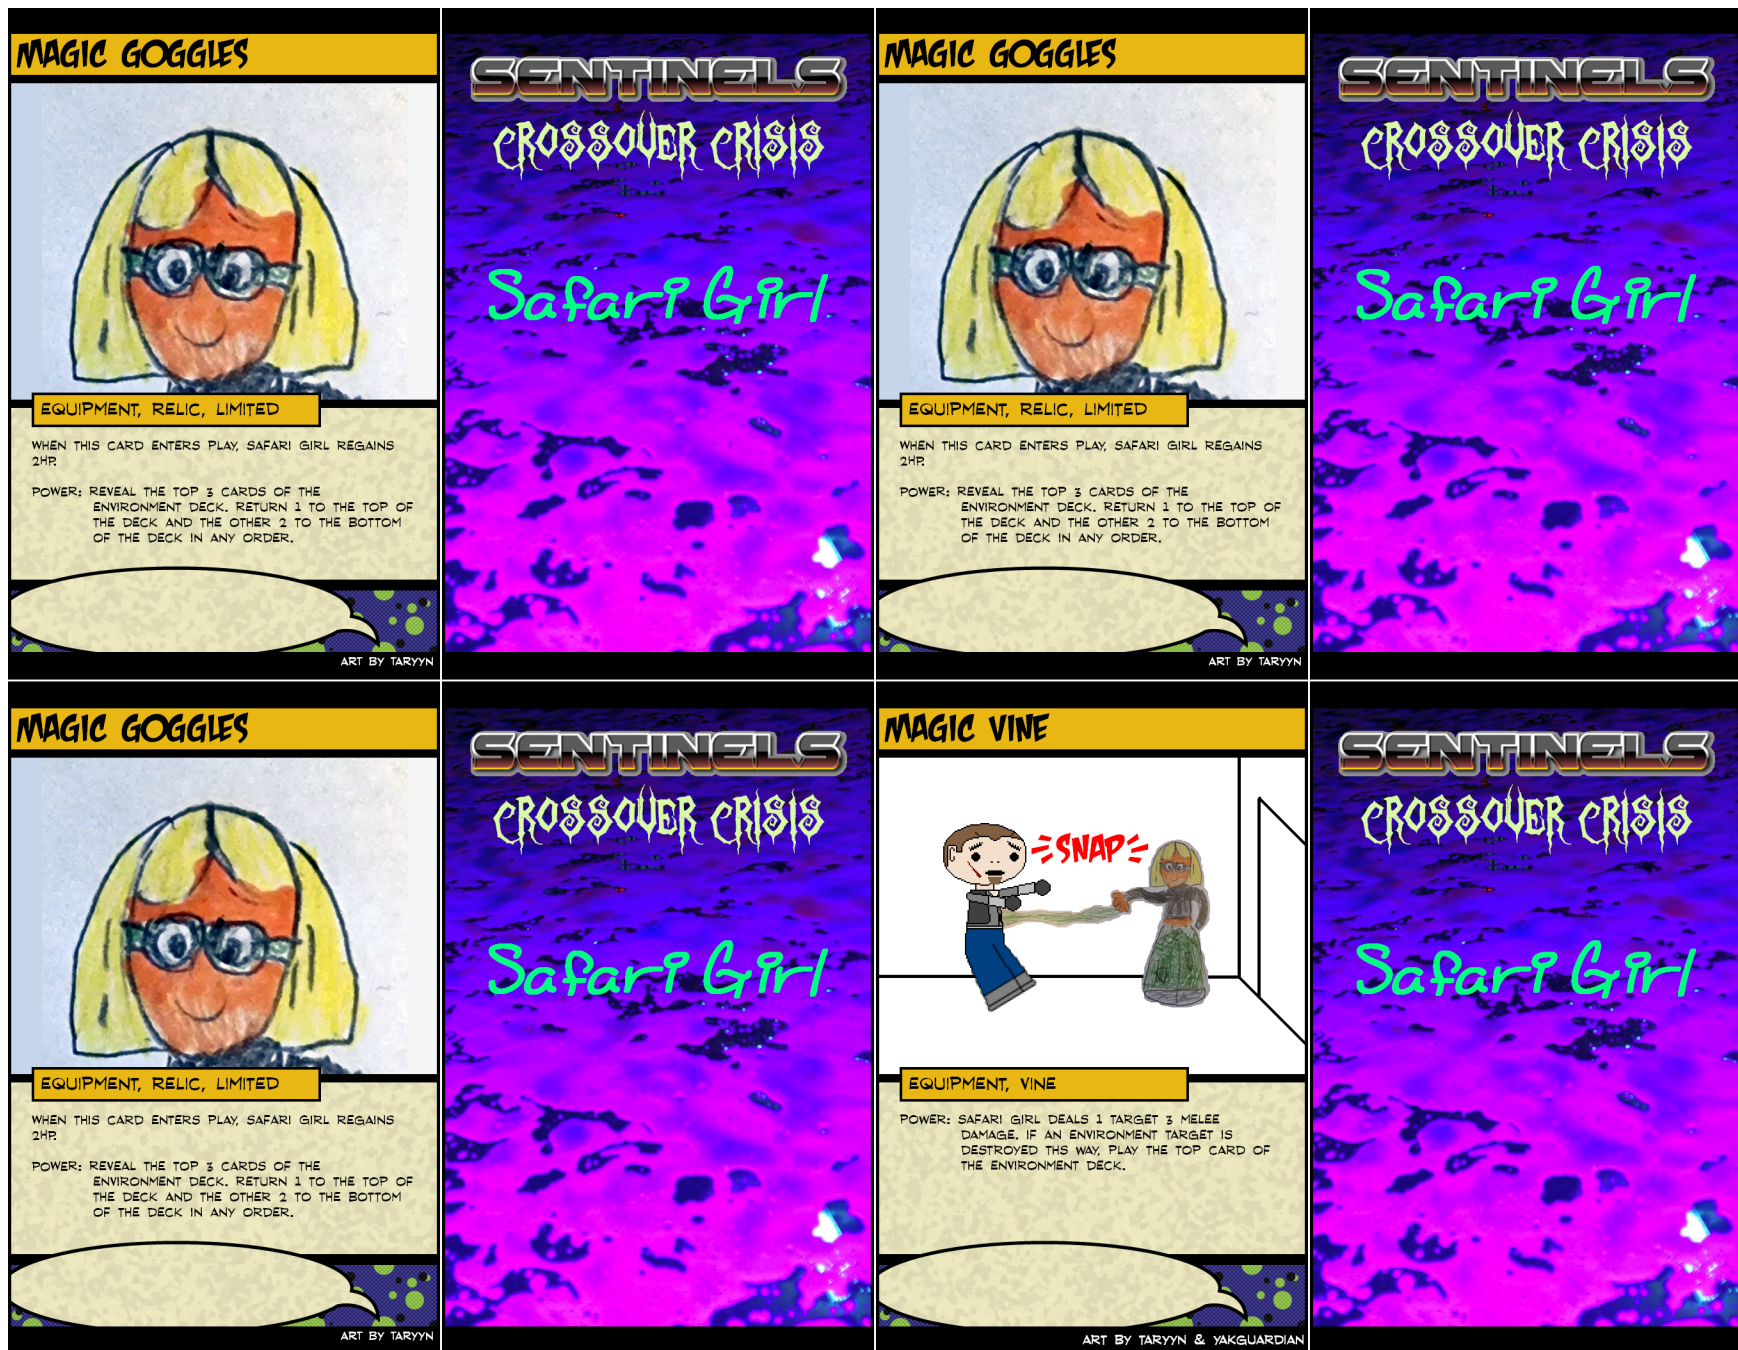 MAGIC GOGGLES
EQUIPMENT, RELIC, LIMITED
WHEN THIS CARD ENTERS PLAY, SAFARI GIRL REGAINS
2HP.
POWER: REVEAL THE TOP 3 CARDS OF THE
ENVIRONMENT DECK. RETURN 1 TO THE TOP OF
THE DECK AND THE OTHER 2 TO THE BOTTOM
OF THE DECK IN ANY ORDER.
ART BY TARYYN
SENTINELS
CROSSOVER CRISIS
Safari Girl
MAGIC GOGGLES
EQUIPMENT, RELIC, LIMITED
WHEN THIS CARD ENTERS PLAY, SAFARI GIRL REGAINS
2HP.
POWER: REVEAL THE TOP 3 CARDS OF THE
ENVIRONMENT DECK. RETURN 1 TO THE TOP OF
THE DECK AND THE OTHER 2 TO THE BOTTOM
OF THE DECK IN ANY ORDER.
ART BY TARYYN
SENTINELS
CROSSOVER CRISIS
Safari Girl
MAGIC GOGGLES
EQUIPMENT, RELIC, LIMITED
WHEN THIS CARD ENTERS PLAY, SAFARI GIRL REGAINS
2HP.
POWER: REVEAL THE TOP 3 CARDS OF THE
ENVIRONMENT DECK. RETURN 1 TO THE TOP OF
THE DECK AND THE OTHER 2 TO THE BOTTOM
OF THE DECK IN ANY ORDER.
ART BY TARYYN
SENTINELS
CROSSOVER CRISIS
Safari Girl
MAGIC VINE
SNAP
EQUIPMENT, VINE
POWER: SAFARI GIRL DEALS 1 TARGET 3 MELEE
DAMAGE. IF AN ENVIRONMENT TARGET IS
DESTROYED THS WAY, PLAY THE TOP CARD OF
THE ENVIRONMENT DECK.
ART BY TARYYN & YAKGUARDIAN
SENTINELS
CROSSOVER CRISIS
Safari Girl